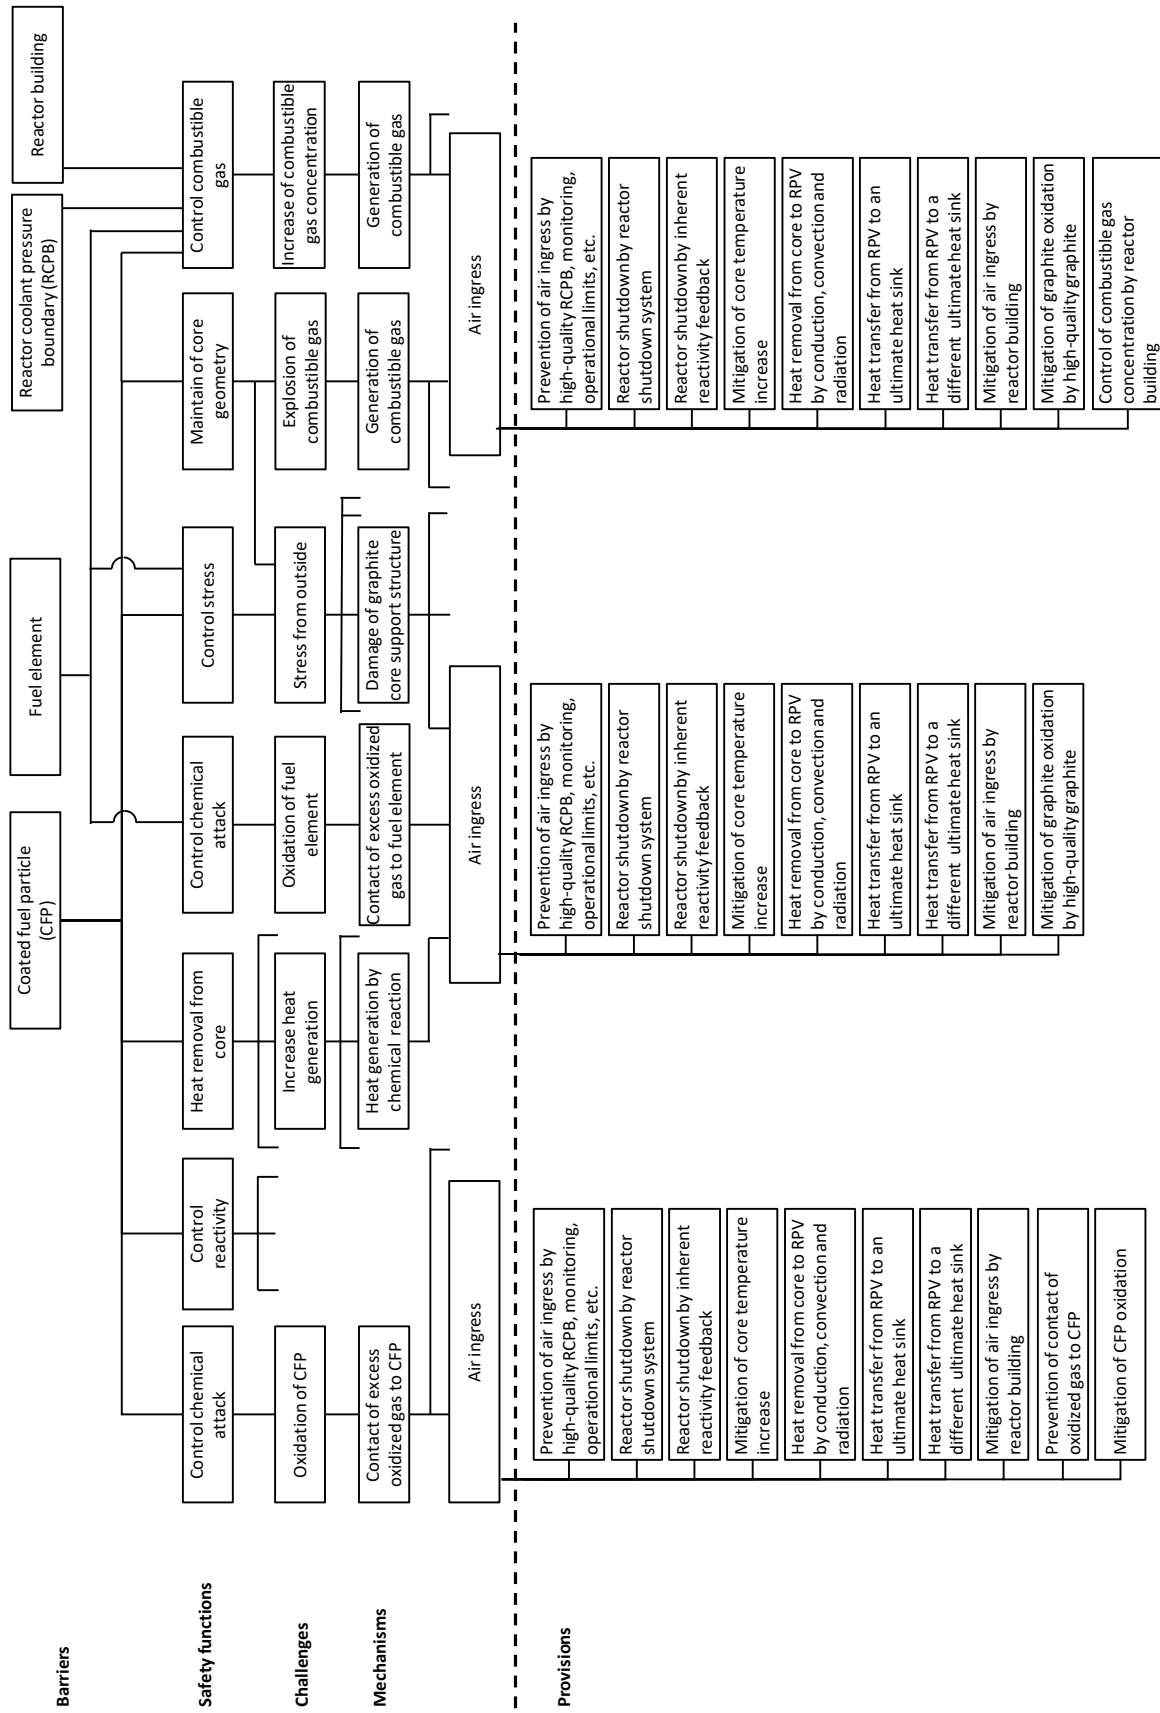 Barriers
Coated fuel particle
(CFP)
Fuel element
Reactor coolant pressure
boundary (RCPB)
Reactor building
Safety functions
Control chemical
attack
Control
reactivity
Heat removal from
core
Control chemical
attack
Control stress
Maintain of core
geometry
Control combustible
gas
Challenges
Oxidation of CFP
Increase heat
generation
Oxidation of fuel
element
Stress from outside
Explosion of
combustible gas
Increase of combustible
gas concentration
Mechanisms
Contact of excess
oxidized gas to CFP
Heat generation by
chemical reaction
Contact of excess oxidized
gas to fuel element
Damage of graphite
core support structure
Generation of
combustible gas
Generation of
combustible gas
Air ingress
Air ingress
Air ingress
Provisions
Prevention of air ingress by
high-quality RCPB, monitoring,
operational limits, etc.
Reactor shutdown by reactor
shutdown system
Reactor shutdown by inherent
reactivity feedback
Mitigation of core temperature
increase
Heat removal from core to RPV
by conduction, convection and
radiation
Heat transfer from RPV to an
ultimate heat sink
Heat transfer from RPV to a
different ultimate heat sink
Mitigation of air ingress by
reactor building
Prevention of contact of
oxidized gas to CFP
Mitigation of CFP oxidation
Prevention of air ingress by
high-quality RCPB, monitoring,
operational limits, etc.
Reactor shutdown by reactor
shutdown system
Reactor shutdown by inherent
reactivity feedback
Mitigation of core temperature
increase
Heat removal from core to RPV
by conduction, convection and
radiation
Heat transfer from RPV to an
ultimate heat sink
Heat transfer from RPV to a
different ultimate heat sink
Mitigation of air ingress by
reactor building
Mitigation of graphite oxidation
by high-quality graphite
Prevention of air ingress by
high-quality RCPB, monitoring,
operational limits, etc.
Reactor shutdown by reactor
shutdown system
Reactor shutdown by inherent
reactivity feedback
Mitigation of core temperature
increase
Heat removal from core to RPV
by conduction, convection and
radiation
Heat transfer from RPV to an
ultimate heat sink
Heat transfer from RPV to a
different ultimate heat sink
Mitigation of air ingress by
reactor building
Mitigation of graphite oxidation
by high-quality graphite
Control of combustible gas
concentration by reactor
building